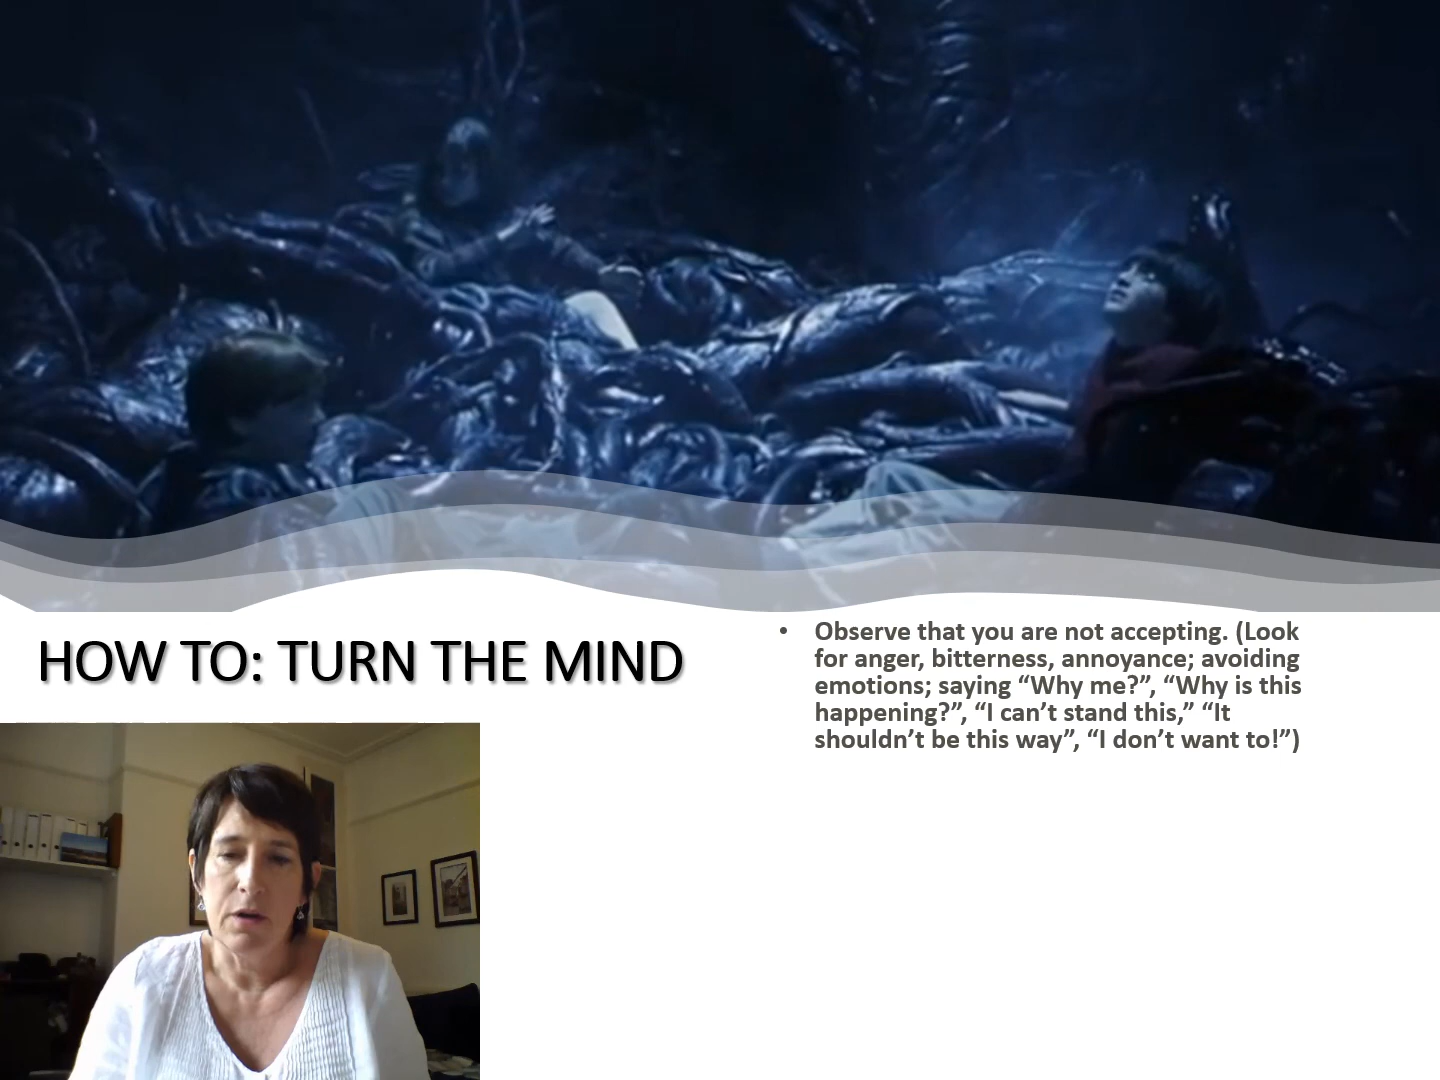 HOW TO: TURN THE MIND
• Observe that you are not accepting. (Look
for anger, bitterness, annoyance; avoiding
emotions; saying “Why me?”, “Why is this
happening?”, “I can’t stand this,” “It
shouldn’t be this way”, “I don’t want to!”)